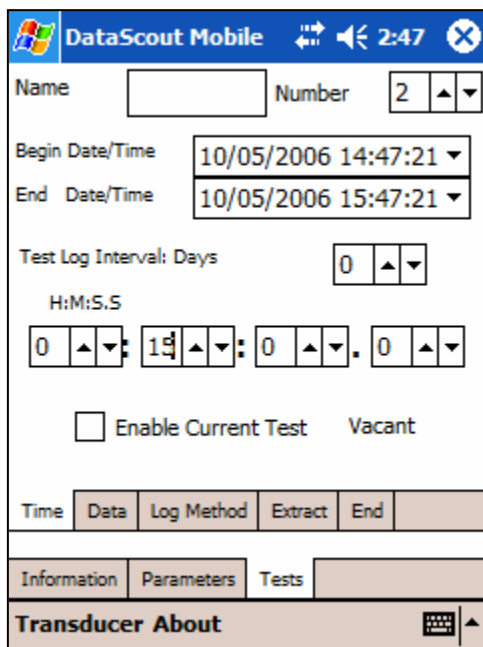 DataScout Mobile 2:47
Name Number 2
Begin Date/Time 10/05/2006 14:47:21
End Date/Time 10/05/2006 15:47:21
Test Log Interval: Days 0
H:M:S.S
0 : 15 : 0 . 0
Enable Current Test Vacant
Time Data Log Method Extract End
Information Parameters Tests
Transducer About